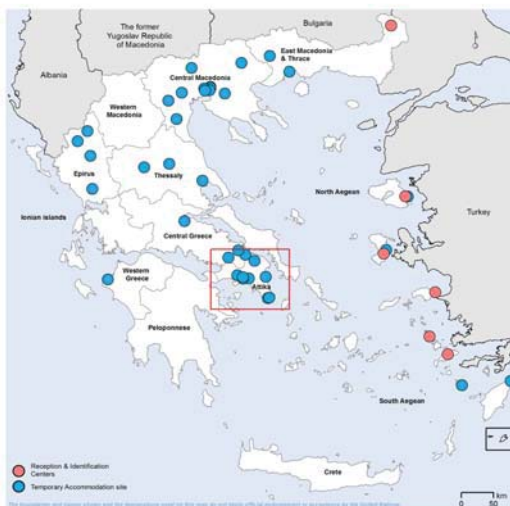 The former
Yugoslav Republic
of Macedonia
Bulgaria
Albania
East Macedonia
& Thrace
Central Macedonia
Western
Macedonia
Epirus
Thessaly
North Aegean
Turkey
Ionian islands
Central Greece
Western
Greece
Attika
Peloponnese
South Aegean
Crete
Reception & Identification
Centers
Temporary Accommodation site
km
0 50